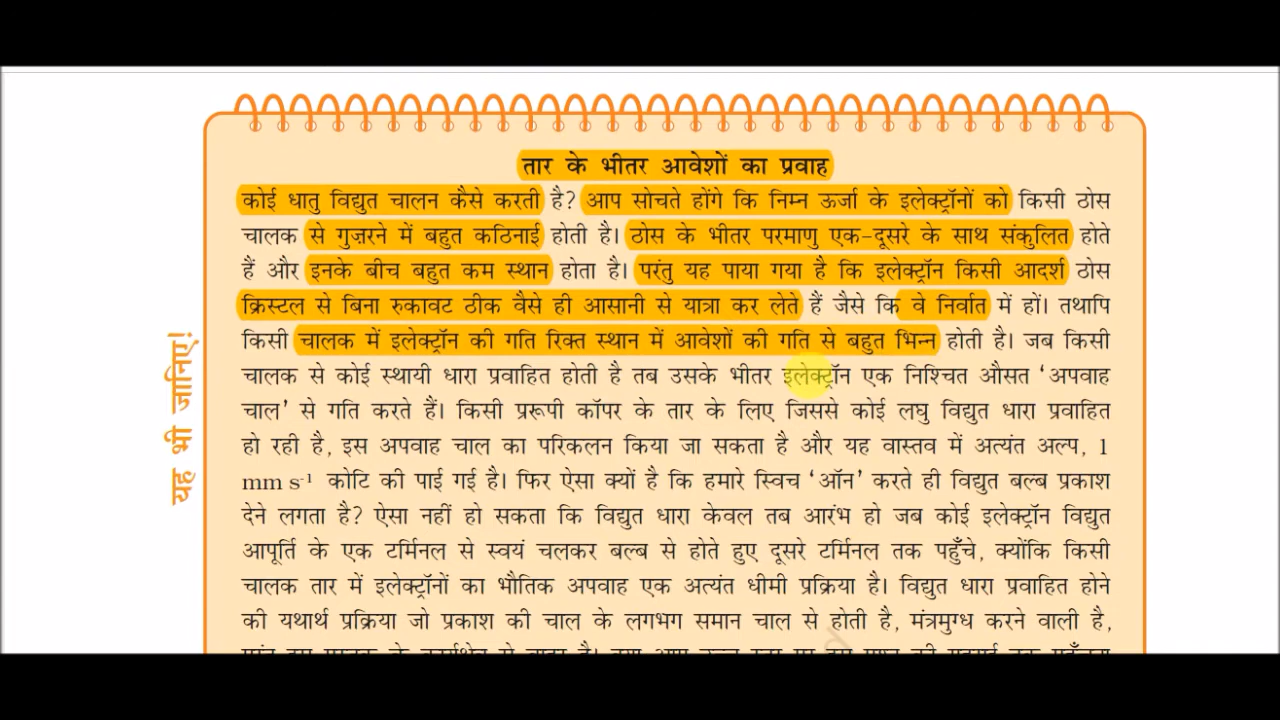 तार के भीतर आवेशों का प्रवाह
कोई धातु विद्युत चालन कैसे करती है? आप सोचते होंगे कि निम्न ऊर्जा के इलेक्ट्रॉनों को किसी ठोस
चालक से गुज़रने में बहुत कठिनाई होती है। ठोस के भीतर परमाणु एक-दूसरे के साथ संकुलित होते
हैं और इनके बीच बहुत कम स्थान होता है। परंतु यह पाया गया है कि इलेक्ट्रॉन किसी आदर्श ठोस
क्रिस्टल से बिना रुकावट ठीक वैसे ही आसानी से यात्रा कर लेते हैं जैसे कि वे निर्वात में हों। तथापि
किसी चालक में इलेक्ट्रॉन की गति रिक्त स्थान में आवेशों की गति से बहुत भिन्न होती है। जब किसी
चालक से कोई स्थायी धारा प्रवाहित होती है तब उसके भीतर इलेक्ट्रॉन एक निश्चित औसत ‘अपवाह
चाल’ से गति करते हैं। किसी प्ररूपी कॉपर के तार के लिए जिससे कोई लघु विद्युत धारा प्रवाहित
हो रही है, इस अपवाह चाल का परिकलन किया जा सकता है और यह वास्तव में अत्यंत अल्प, 1
mm s⁻¹ कोटि की पाई गई है। फिर ऐसा क्यों है कि हमारे स्विच ‘ऑन’ करते ही विद्युत बल्ब प्रकाश
देने लगता है? ऐसा नहीं हो सकता कि विद्युत धारा केवल तब आरंभ हो जब कोई इलेक्ट्रॉन विद्युत
आपूर्ति के एक टर्मिनल से स्वयं चलकर बल्ब से होते हुए दूसरे टर्मिनल तक पहुँचे, क्योंकि किसी
चालक तार में इलेक्ट्रॉनों का भौतिक अपवाह एक अत्यंत धीमी प्रक्रिया है। विद्युत धारा प्रवाहित होने
की यथार्थ प्रक्रिया जो प्रकाश की चाल के लगभग समान चाल से होती है, मंत्रमुग्ध करने वाली है,
यह भी जानिए!